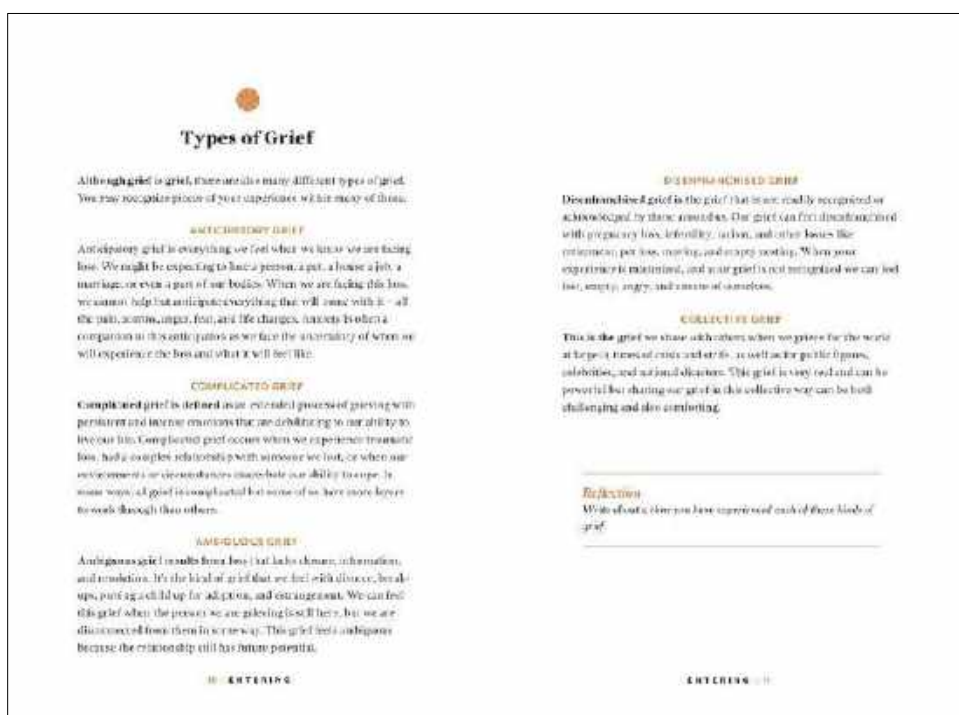 Types of Grief
Although grief is grief, there are also many different types of grief.
You may recognize pieces of your experience within many of these.
ANTICIPATORY GRIEF
Anticipatory grief is everything we feel when we know we are facing
loss. We might be expecting to lose a person, a pet, a house a job, a
marriage, or even a part of our bodies. When we are facing this loss,
we cannot help but anticipate everything that will come with it – all
the pain, sorrow, anger, fear, and life changes. Anxiety is often a
companion to this anticipation as we face the uncertainty of when we
will experience the loss and what it will feel like.
COMPLICATED GRIEF
Complicated grief is defined as an extended process of grieving with
persistent and intense emotions that are debilitating to our ability to
live our life. Complicated grief occurs when we experience traumatic
loss, had a complex relationship with someone we lost, or when our
environments or circumstances exacerbate our ability to cope. In
some ways, all grief is complicated but some of us have more layers
to work through than others.
AMBIGUOUS GRIEF
Ambiguous grief results from loss that lacks closure, information,
and resolution. It's the kind of grief that we feel with divorce, break-
ups, putting a child up for adoption, and estrangement. We can feel
this grief when the person we are grieving is still here, but we are
disconnected from them in some way. This grief feels ambiguous
because the relationship still has future potential.
ENTERING
DISENFRANCHISED GRIEF
Disenfranchised grief is the grief that is not readily recognized or
acknowledged by those around us. Our grief can feel disenfranchised
with pregnancy loss, infertility, racism, and other losses like
retirement, pet loss, moving, and empty nesting. When your
experience is minimized, and your grief is not recognized we can feel
lost, empty, angry, and unsure of ourselves.
COLLECTIVE GRIEF
This is the grief we share with others when we grieve for the world
at large in times of crisis and strife, as well as for public figures,
celebrities, and national disasters. This grief is very real and can be
powerful but sharing our grief in this collective way can be both
challenging and also comforting.
Reflection
Write about a time you have experienced each of these kinds of
grief.
ENTERING